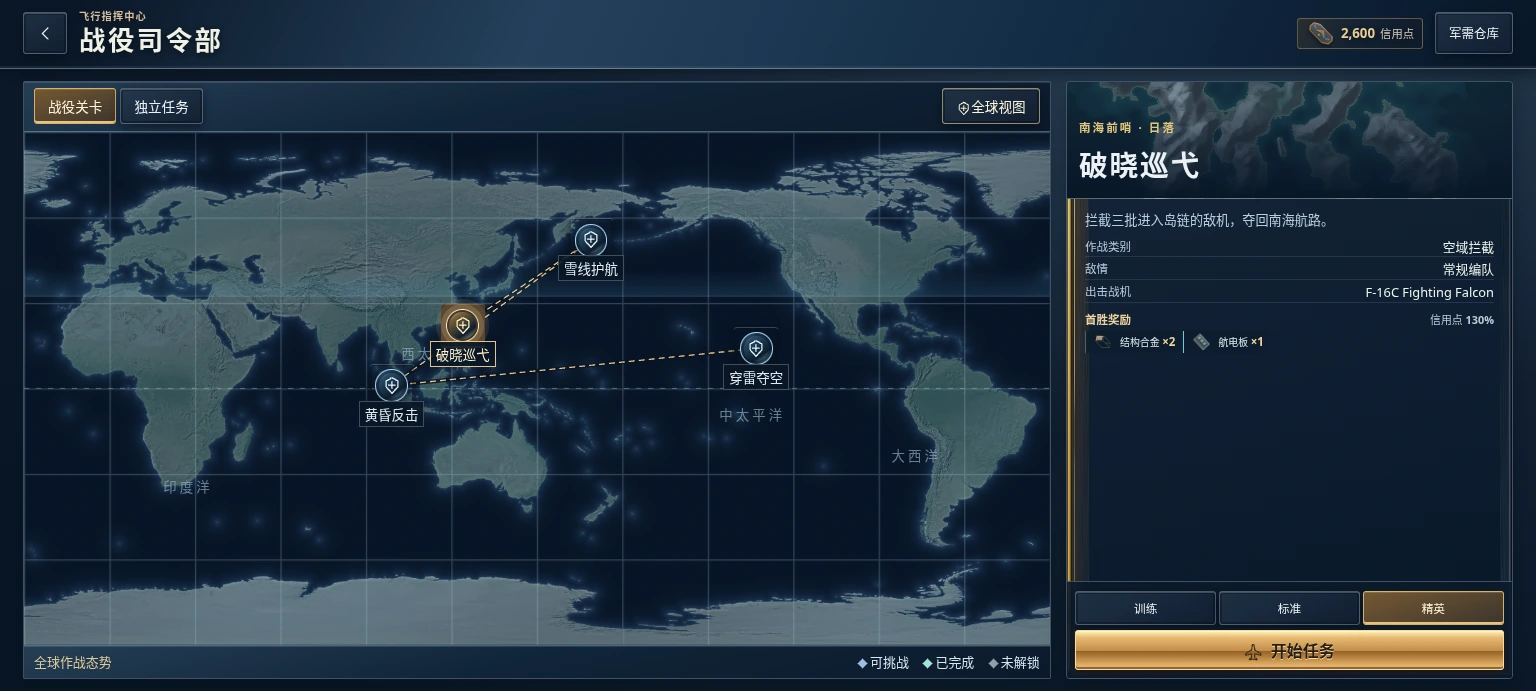 飞行指挥中心
战役司令部
2,600 信用点
军需仓库
战役关卡
独立任务
全球视图
雪线护航
西太
破晓巡弋
穿雷夺空
黄昏反击
中太平洋
大西洋
印度洋
全球作战态势
可挑战
已完成
未解锁
南海前哨 · 日落
破晓巡弋
拦截三批进入岛链的敌机，夺回南海航路。
作战类别 空域拦截
敌情 常规编队
出击战机 F-16C Fighting Falcon
首胜奖励 信用点 130%
结构合金 ×2 航电板 ×1
训练
标准
精英
开始任务